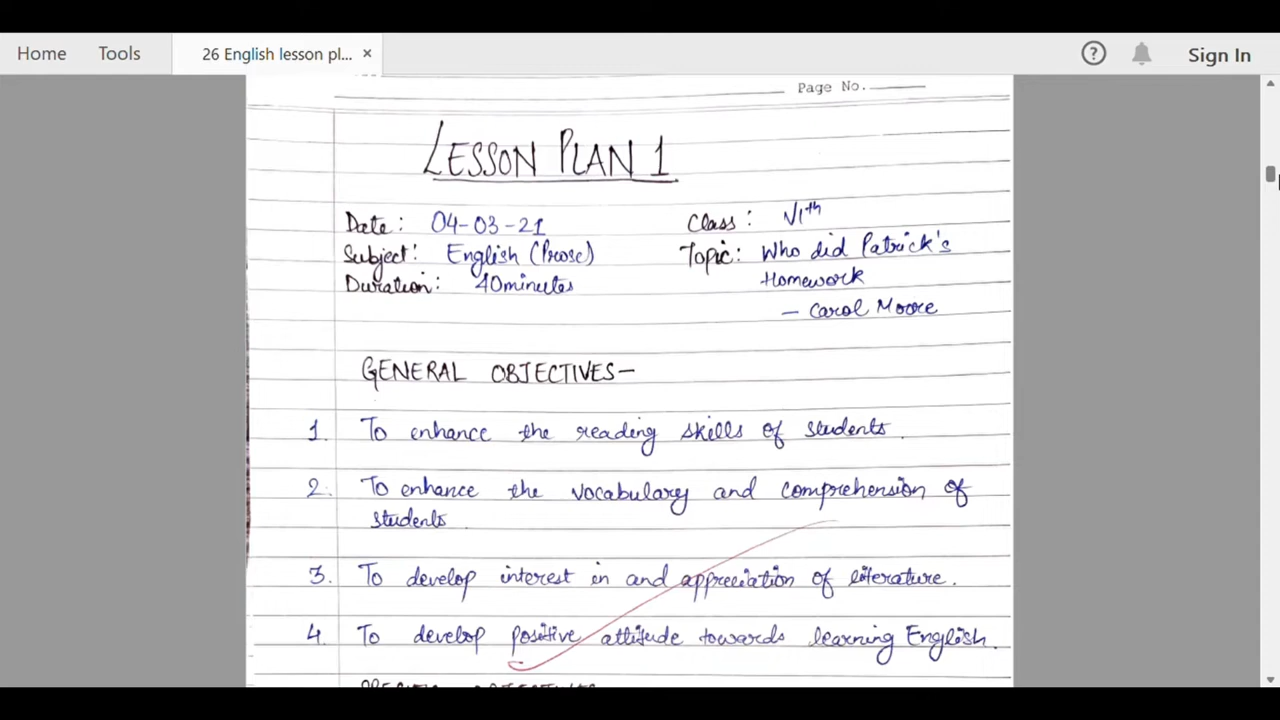 Home Tools 26 English lesson pl... × ? Sign In
Page No.
LESSON PLAN 1
Date: 04-03-21 Class: VIth
Subject: English (Prose) Topic: Who did Patrick's
Duration: 40minutes Homework
— Carol Moore
GENERAL OBJECTIVES—
1. To enhance the reading skills of students.
2. To enhance the vocabulary and comprehension of
students.
3. To develop interest in and appreciation of literature.
4. To develop positive attitude towards learning English.